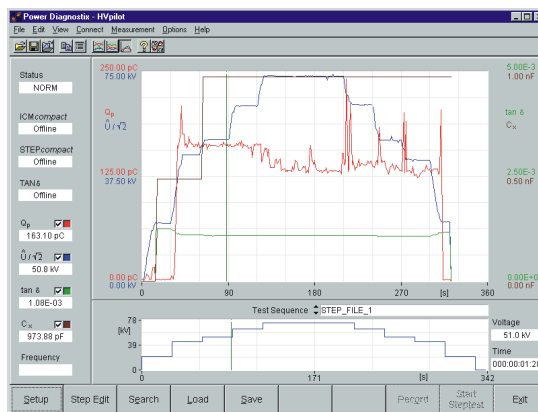 Power Diagnostix - HVpilot
File Edit View Connect Measurement Options Help
Status
NORM
ICMcompact
Offline
STEPcompact
Offline
TANδ
Offline
Qp
163.10 pC
Û/√2
50.8 kV
tan δ
1.08E-03
Cx
973.88 pF
Frequency
250.00 pC
75.00 kV
Qp
Û/√2
125.00 pC
37.50 kV
0.00 pC
0.00 kV
5.00E-3
1.00 nF
tan δ
Cx
2.50E-3
0.50 nF
0.00E+0
0.00 nF
0 90 180 270 [s] 360
Test Sequence STEP_FILE_1
78
[kV]
39
0
0 171 [s] 342
Voltage
51.0 kV
Time
000:00:01:2
Setup Step Edit Search Load Save Record Start Steptest Exit